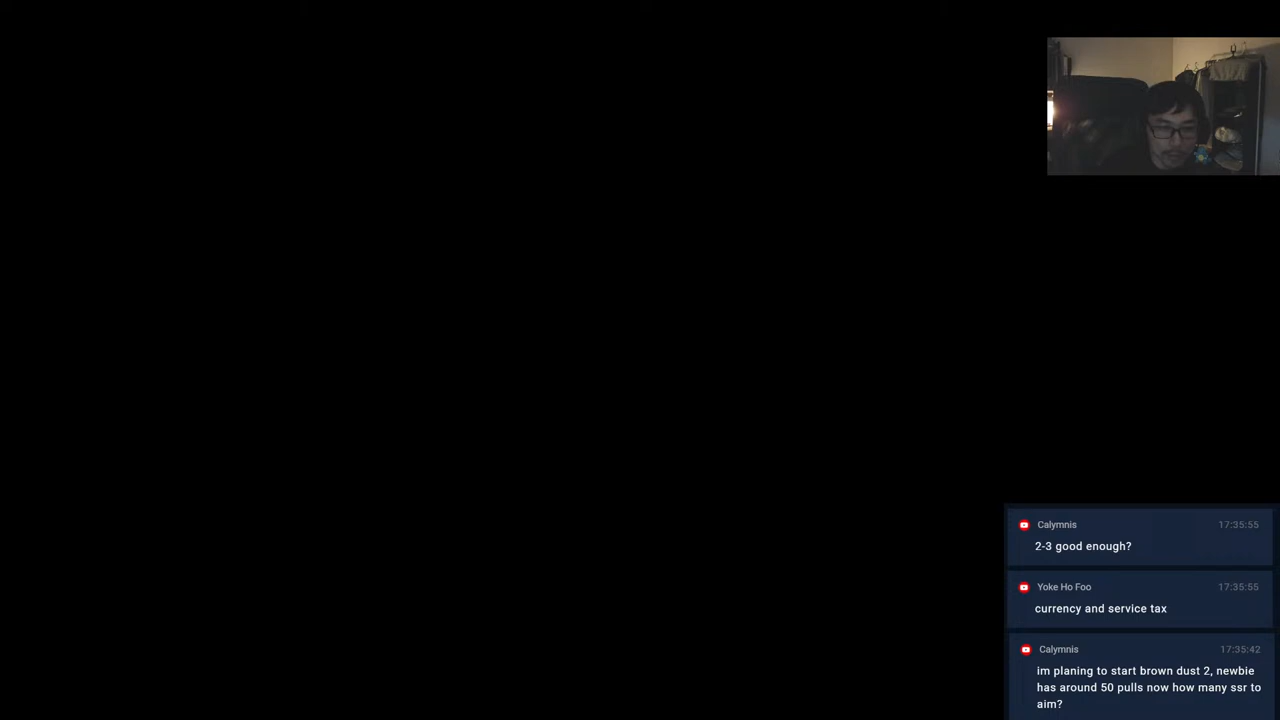 Calymnis 17:35:55
2-3 good enough?
Yoke Ho Foo 17:35:55
currency and service tax
Calymnis 17:35:42
im planing to start brown dust 2, newbie
has around 50 pulls now how many ssr to
aim?